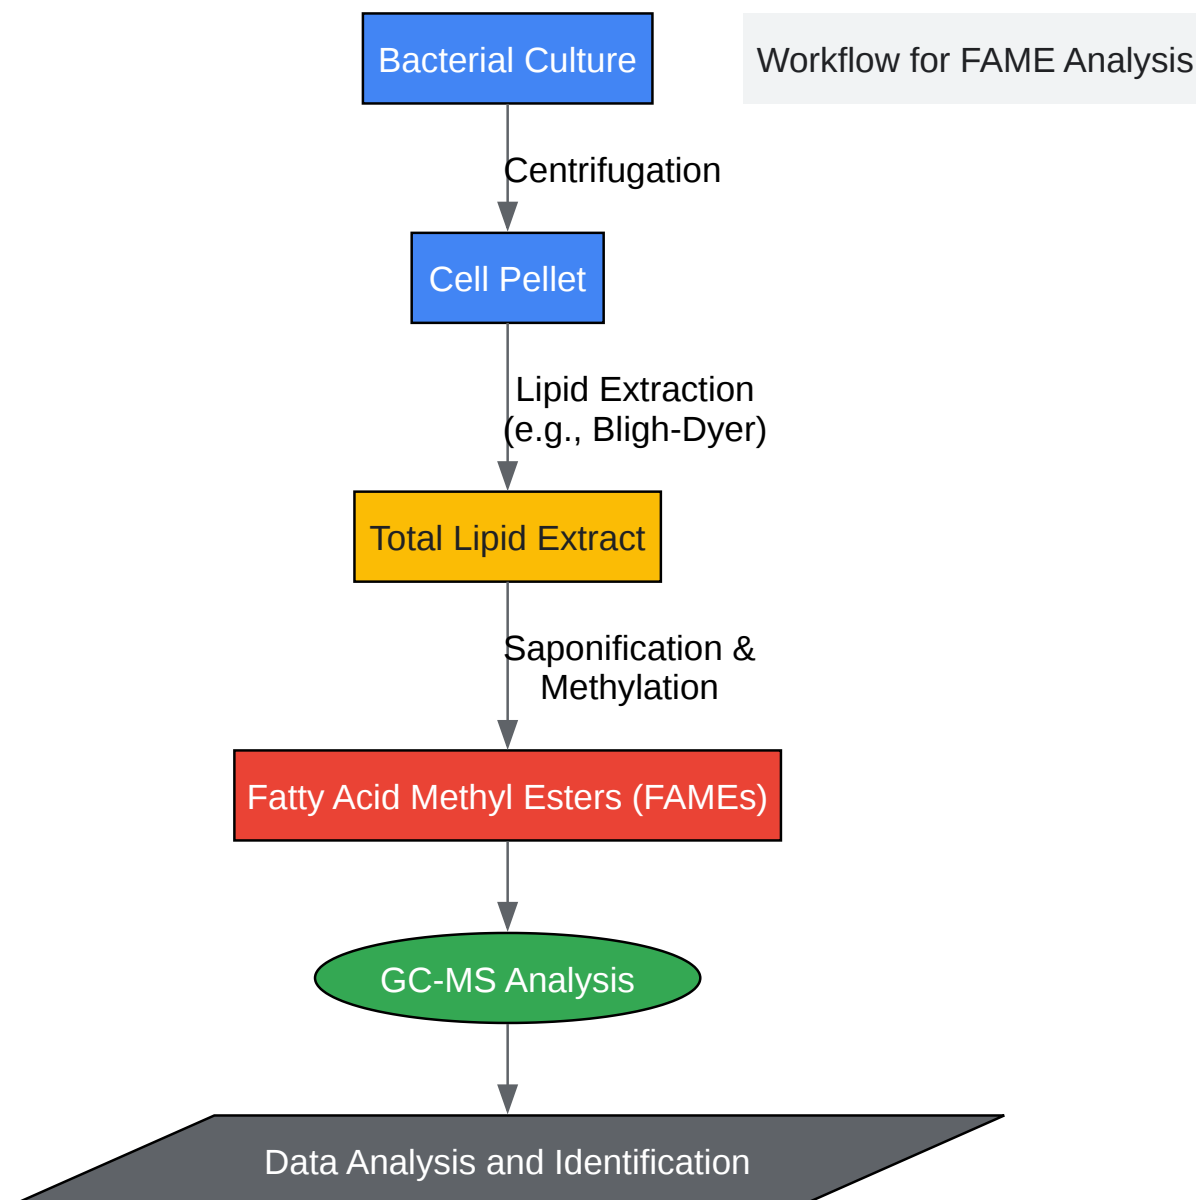 Bacterial Culture
Workflow for FAME Analysis
Centrifugation
Cell Pellet
Lipid Extraction
(e.g., Bligh-Dyer)
Total Lipid Extract
Saponification &
Methylation
Fatty Acid Methyl Esters (FAMEs)
GC-MS Analysis
Data Analysis and Identification